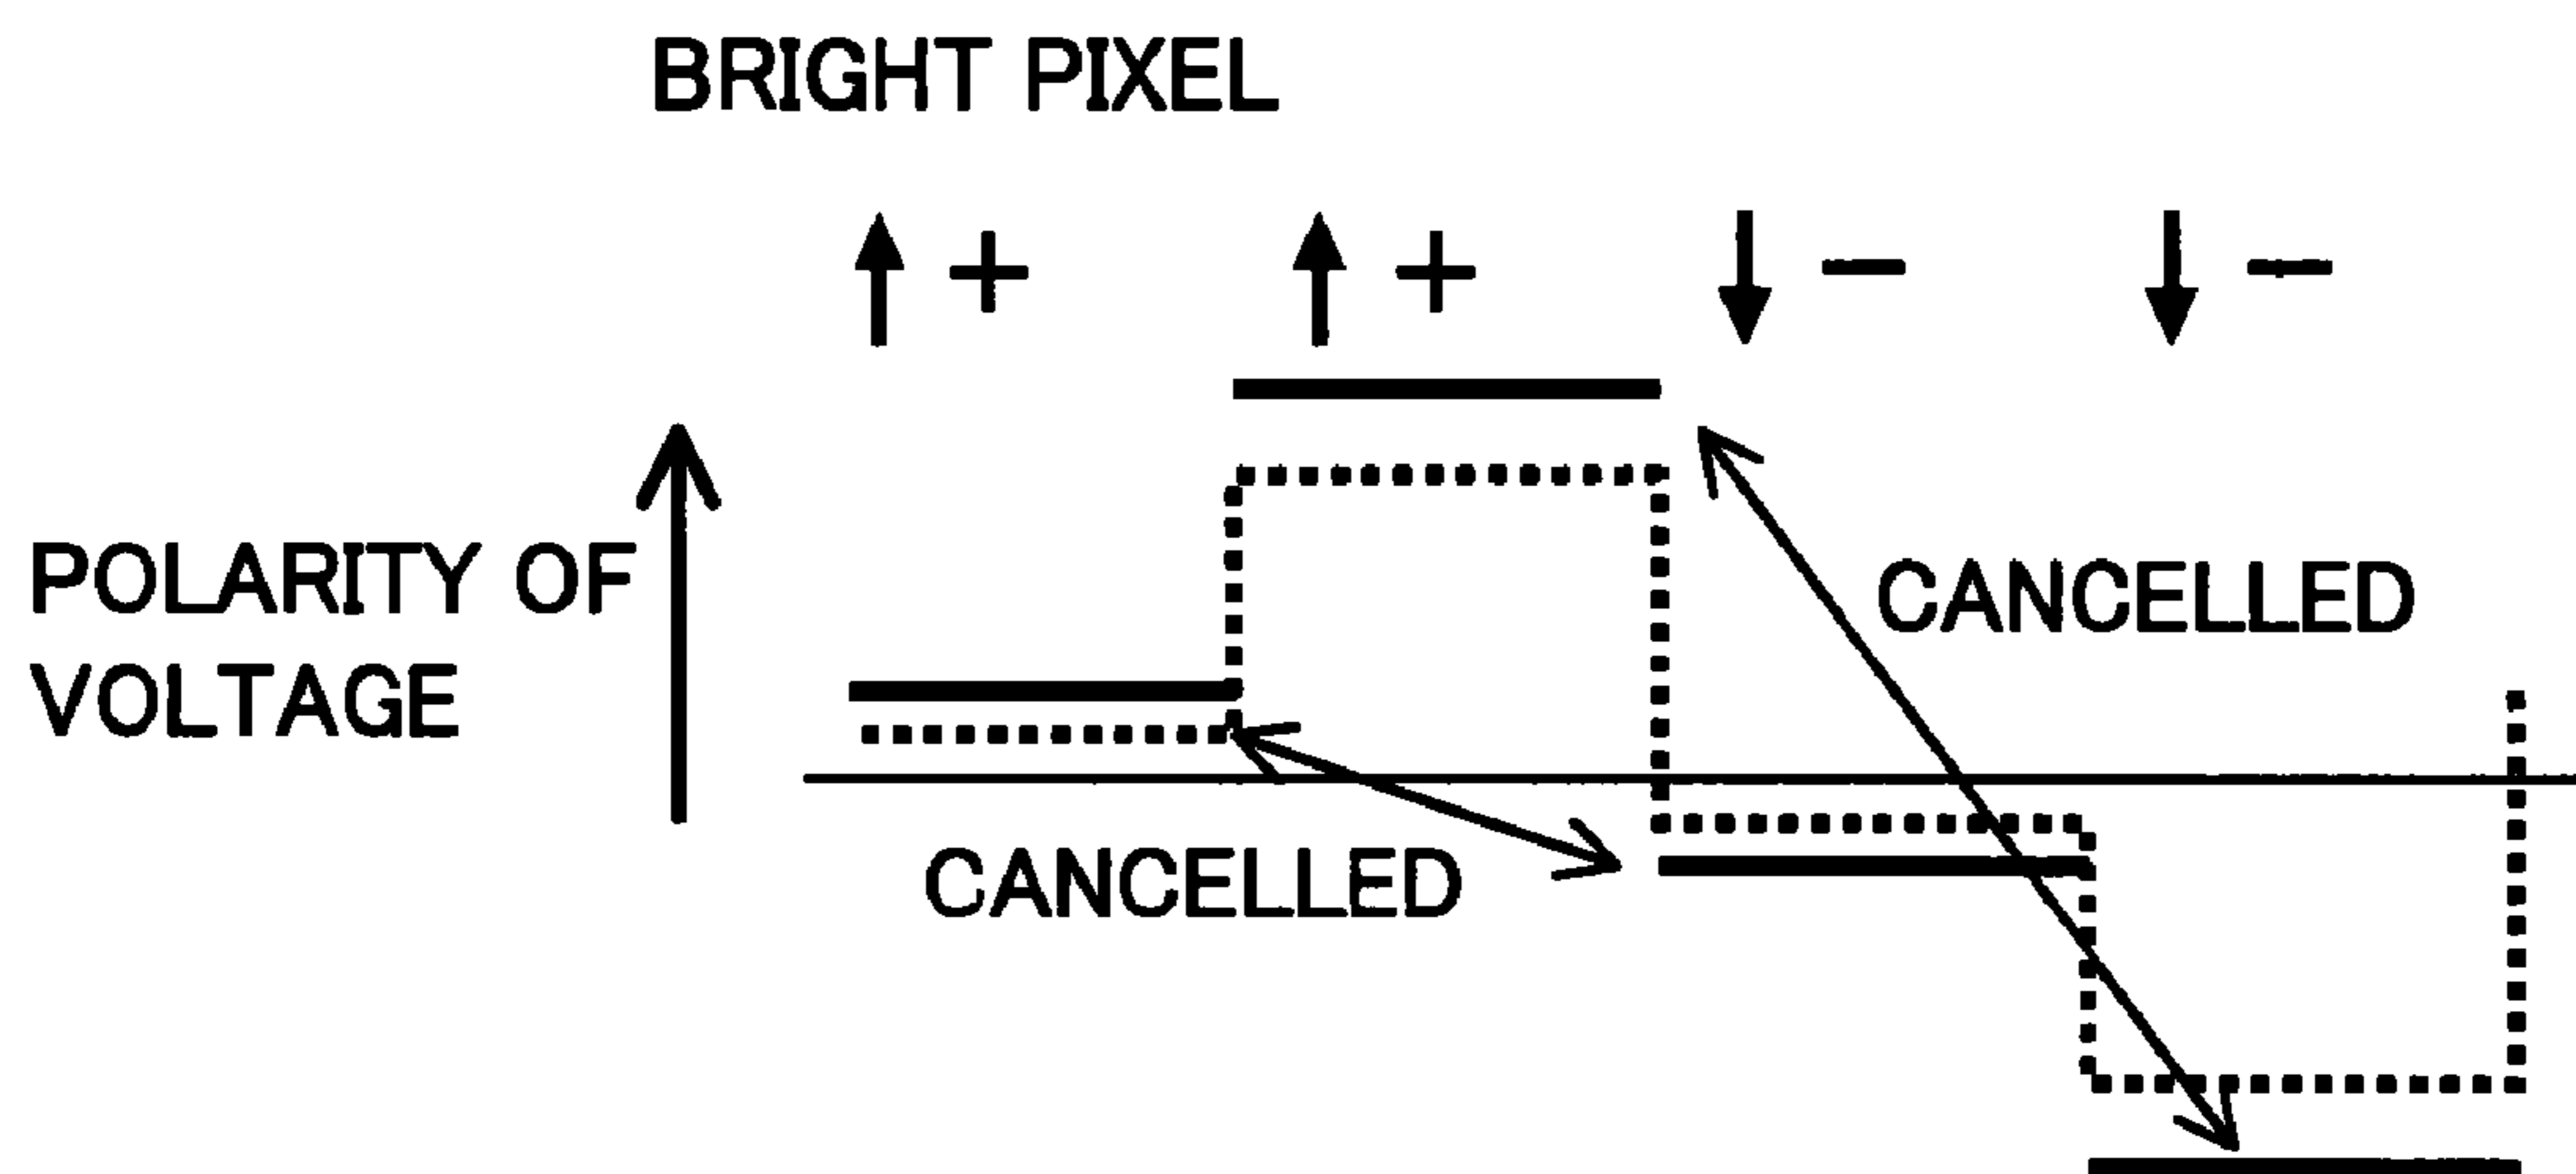 BRIGHT PIXEL
+ + − −
POLARITY OF
VOLTAGE
CANCELLED
CANCELLED